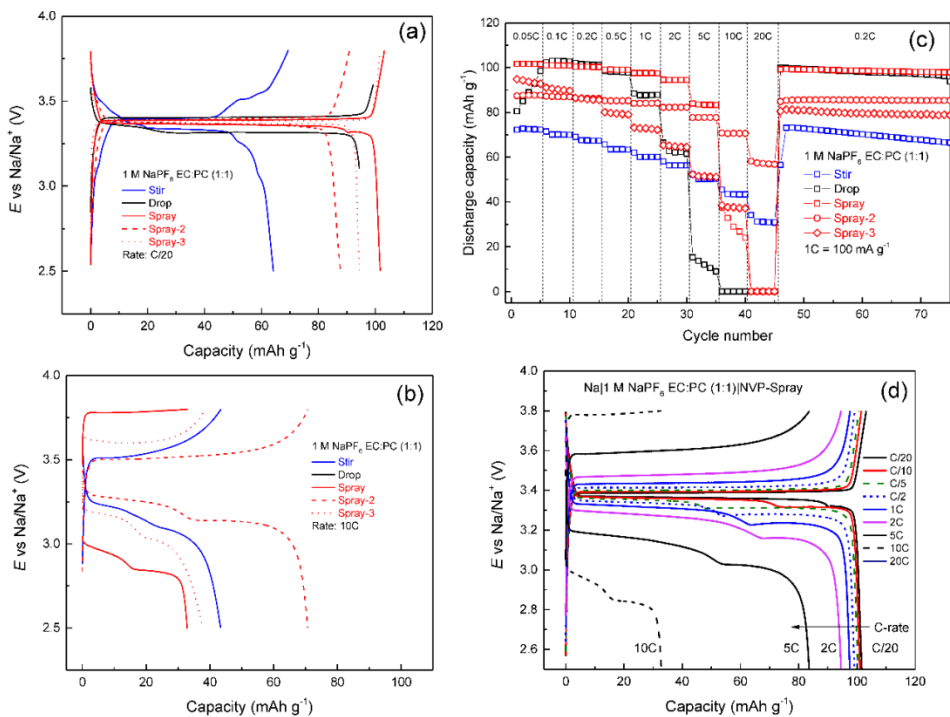 (a)
4.0
3.5
3.0
2.5
E vs Na/Na⁺ (V)
1 M NaPF₆ EC:PC (1:1)
Stir
Drop
Spray
Spray-2
Spray-3
Rate: C/20
0 20 40 60 80 100 120
Capacity (mAh g⁻¹)
(c)
120
100
80
60
40
20
0
Discharge capacity (mAh g⁻¹)
0.05C 0.1C 0.2C 0.5C 1C 2C 5C 10C 20C 0.2C
1 M NaPF₆ EC:PC (1:1)
Stir
Drop
Spray
Spray-2
Spray-3
1C = 100 mA g⁻¹
0 10 20 30 40 50 60 70
Cycle number
(b)
4.0
3.5
3.0
2.5
E vs Na/Na⁺ (V)
1 M NaPF₆ EC:PC (1:1)
Stir
Drop
Spray
Spray-2
Spray-3
Rate: 10C
0 20 40 60 80 100
Capacity (mAh g⁻¹)
Na|1 M NaPF₆ EC:PC (1:1)|NVP-Spray
(d)
3.8
3.6
3.4
3.2
3.0
2.8
2.6
E vs Na/Na⁺ (V)
C/20
C/10
C/5
C/2
1C
2C
5C
10C
20C
C-rate
10C 5C 2C C/20
0 20 40 60 80 100 120
Capacity (mAh g⁻¹)